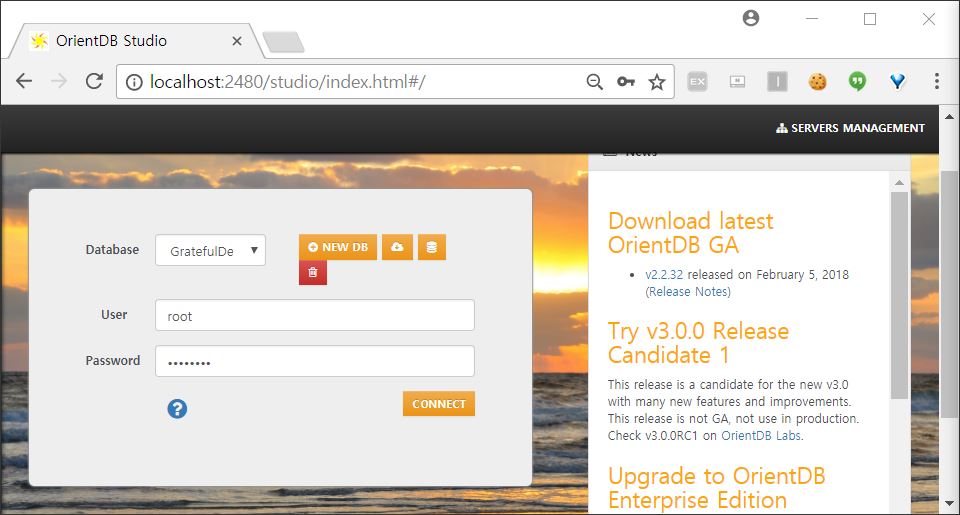 OrientDB Studio
localhost:2480/studio/index.html#/
EX
SERVERS MANAGEMENT
News
Database
GratefulDe
NEW DB
User
root
Password
CONNECT
Download latest
OrientDB GA
v2.2.32 released on February 5, 2018
(Release Notes)
Try v3.0.0 Release
Candidate 1
This release is a candidate for the new v3.0
with many new features and improvements.
This release is not GA, not use in production.
Check v3.0.0RC1 on OrientDB Labs.
Upgrade to OrientDB
Enterprise Edition